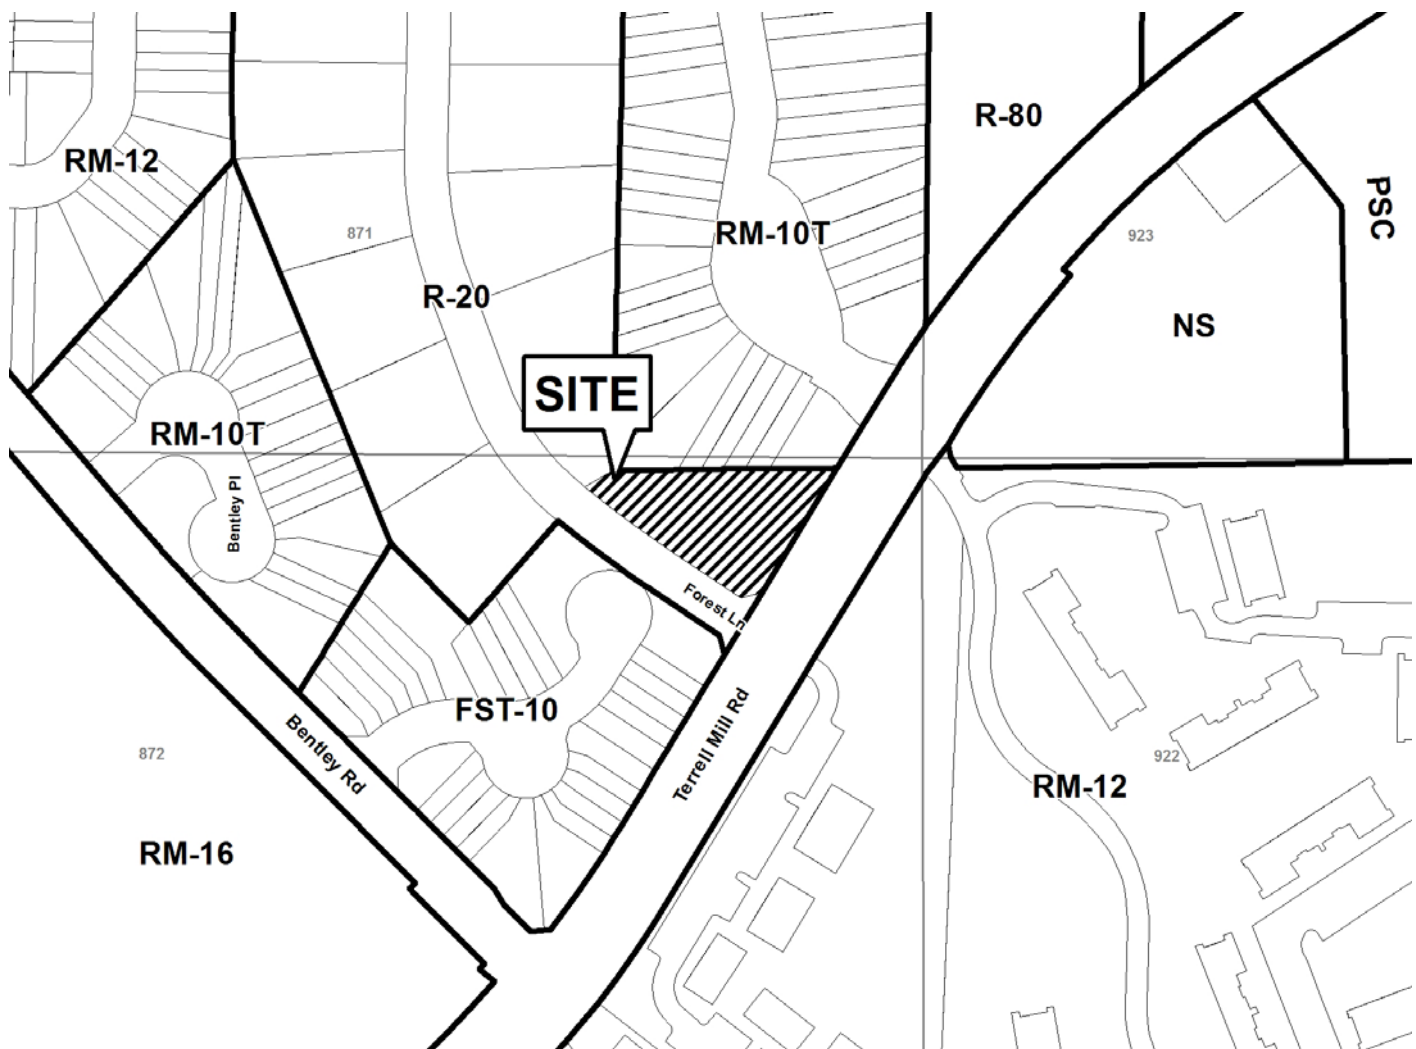 R-80
RM-12
PSC
871
RM-10T
923
R-20
NS
SITE
RM-10T
Bentley Pl
Forest Ln
FST-10
Terrell Mill Rd
Bentley Rd
872
922
RM-12
RM-16